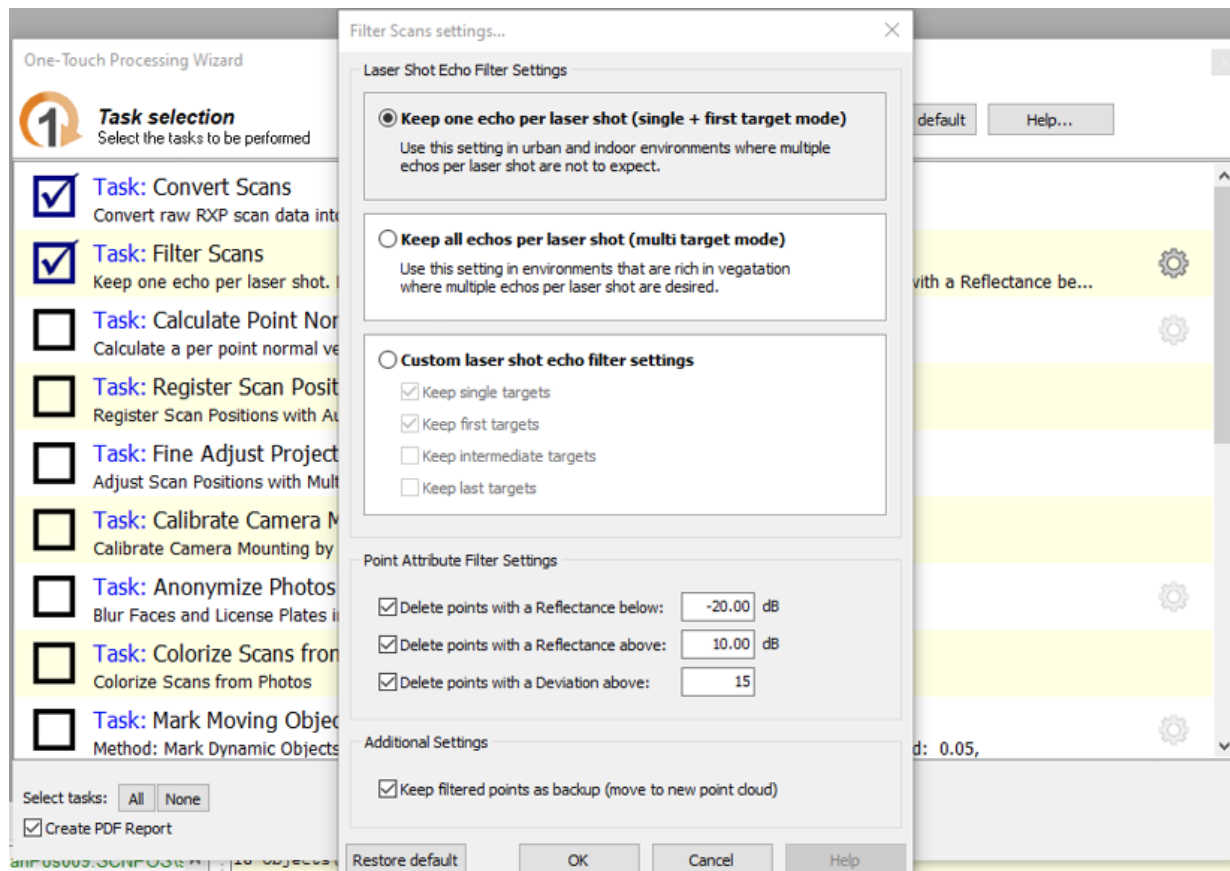 Filter Scans settings...
One-Touch Processing Wizard
Task selection
Select the tasks to be performed
default
Help...
Task: Convert Scans
Convert raw RXP scan data into
Task: Filter Scans
Keep one echo per laser shot.
with a Reflectance be...
Task: Calculate Point Nor
Calculate a per point normal ve
Task: Register Scan Posit
Register Scan Positions with Au
Task: Fine Adjust Project
Adjust Scan Positions with Mult
Task: Calibrate Camera M
Calibrate Camera Mounting by
Task: Anonymize Photos
Blur Faces and License Plates i
Task: Colorize Scans from
Colorize Scans from Photos
Task: Mark Moving Objec
Method: Mark Dynamic Objects
d: 0.05,
Select tasks: All None
Create PDF Report
Laser Shot Echo Filter Settings
Keep one echo per laser shot (single + first target mode)
Use this setting in urban and indoor environments where multiple
echos per laser shot are not to expect.
Keep all echos per laser shot (multi target mode)
Use this setting in environments that are rich in vegatation
where multiple echos per laser shot are desired.
Custom laser shot echo filter settings
Keep single targets
Keep first targets
Keep intermediate targets
Keep last targets
Point Attribute Filter Settings
Delete points with a Reflectance below: -20.00 dB
Delete points with a Reflectance above: 10.00 dB
Delete points with a Deviation above: 15
Additional Settings
Keep filtered points as backup (move to new point cloud)
Restore default OK Cancel Help